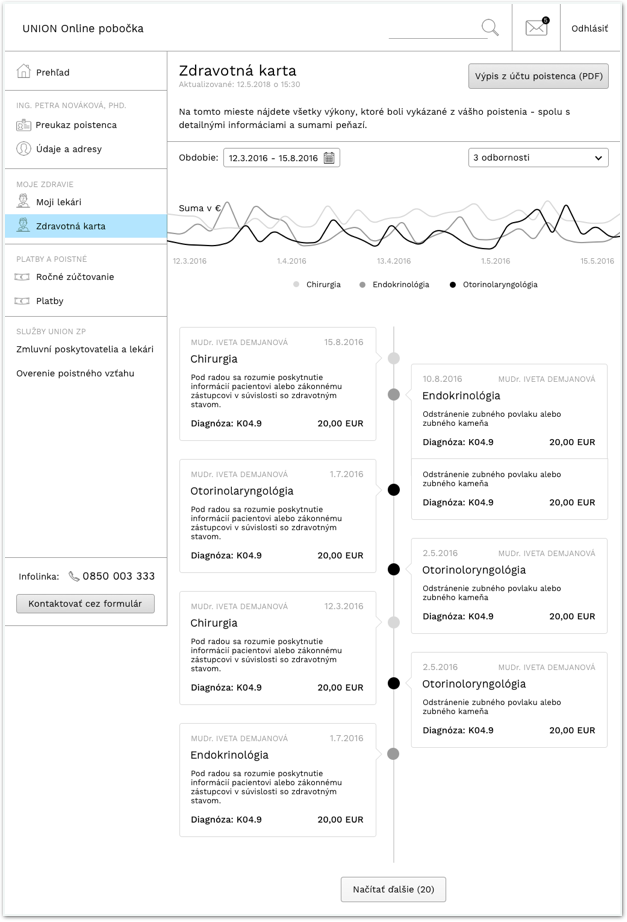 UNION Online pobočka
Odhlásiť
Prehľad
ING. PETRA NOVÁKOVÁ, PHD.
Preukaz poistenca
Údaje a adresy
MOJE ZDRAVIE
Moji lekári
Zdravotná karta
PLATBY A POISTNÉ
Ročné zúčtovanie
Platby
SLUŽBY UNION ZP
Zmluvní poskytovatelia a lekári
Overenie poistného vzťahu
Infolinka: 0850 003 333
Kontaktovať cez formulár
Zdravotná karta
Aktualizované: 12.5.2018 o 15:30
Výpis z účtu poistenca (PDF)
Na tomto mieste nájdete všetky výkony, ktoré boli vykázané z vášho poistenia - spolu s
detailnými informáciami a sumami peňazí.
Obdobie: 12.3.2016 - 15.8.2016
3 odbornosti
Suma v €
12.3.2016 1.4.2016 13.4.2016 1.5.2016 15.5.2016
Chirurgia Endokrinológia Otorinolaryngológia
MUDr. IVETA DEMJANOVÁ 15.8.2016
Chirurgia
Pod radou sa rozumie poskytnutie
informácií pacientovi alebo zákonnému
zástupcovi v súvislosti so zdravotným
stavom.
Diagnóza: K04.9 20,00 EUR
10.8.2016 MUDr. IVETA DEMJANOVÁ
Endokrinológia
Odstránenie zubného povlaku alebo
zubného kameňa
Diagnóza: K04.9 20,00 EUR
Odstránenie zubného povlaku alebo
zubného kameňa
Diagnóza: K04.9 20,00 EUR
MUDr. IVETA DEMJANOVÁ 1.7.2016
Otorinolaryngológia
Pod radou sa rozumie poskytnutie
informácií pacientovi alebo zákonnému
zástupcovi v súvislosti so zdravotným
stavom.
Diagnóza: K04.9 20,00 EUR
2.5.2016 MUDr. IVETA DEMJANOVÁ
Otorinoloryngológia
Odstránenie zubného povlaku alebo
zubného kameňa
Diagnóza: K04.9 20,00 EUR
MUDr. IVETA DEMJANOVÁ 12.3.2016
Chirurgia
Pod radou sa rozumie poskytnutie
informácií pacientovi alebo zákonnému
zástupcovi v súvislosti so zdravotným
stavom.
Diagnóza: K04.9 20,00 EUR
2.5.2016 MUDr. IVETA DEMJANOVÁ
Otorinoloryngológia
Odstránenie zubného povlaku alebo
zubného kameňa
Diagnóza: K04.9 20,00 EUR
MUDr. IVETA DEMJANOVÁ 1.7.2016
Endokrinológia
Pod radou sa rozumie poskytnutie
informácií pacientovi alebo zákonnému
zástupcovi v súvislosti so zdravotným
stavom.
Diagnóza: K04.9 20,00 EUR
Načítať ďalšie (20)